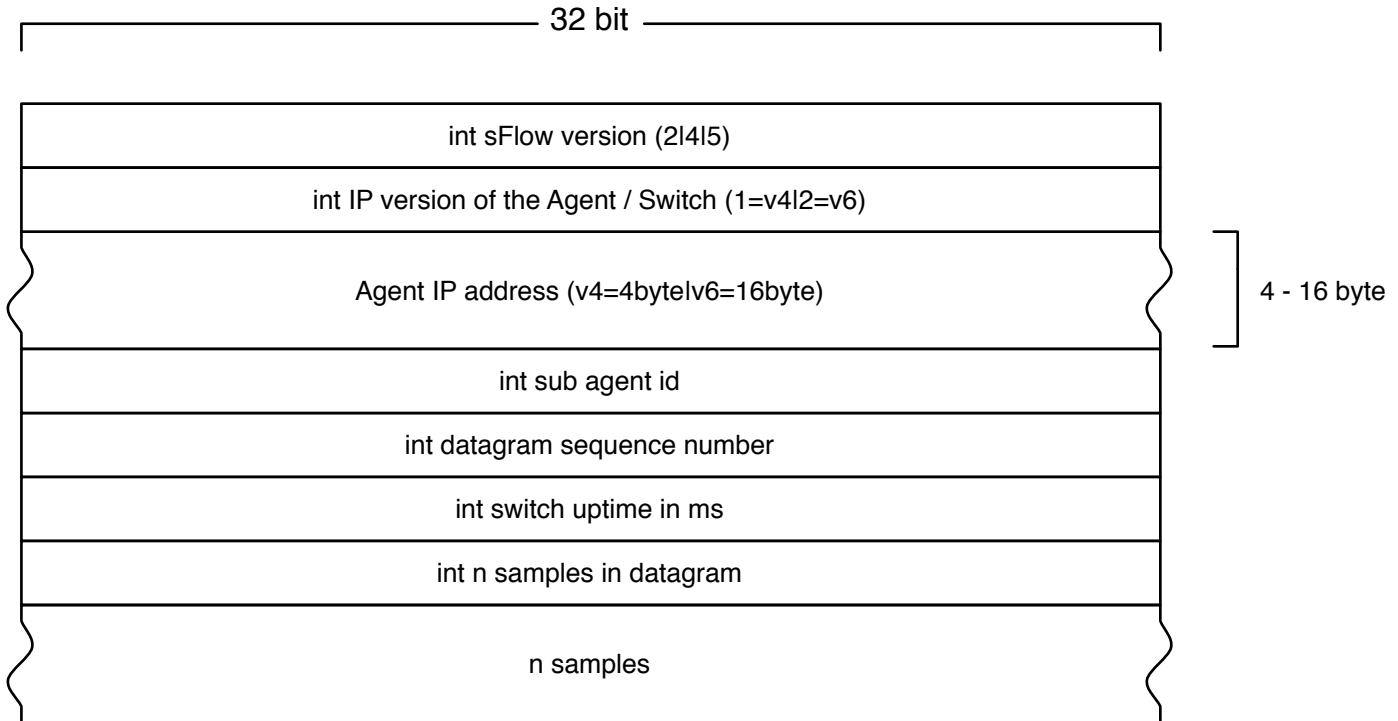 32 bit
int sFlow version (2|4|5)
int IP version of the Agent / Switch (1=v4|2=v6)
Agent IP address (v4=4byte|v6=16byte)
4 - 16 byte
int sub agent id
int datagram sequence number
int switch uptime in ms
int n samples in datagram
n samples